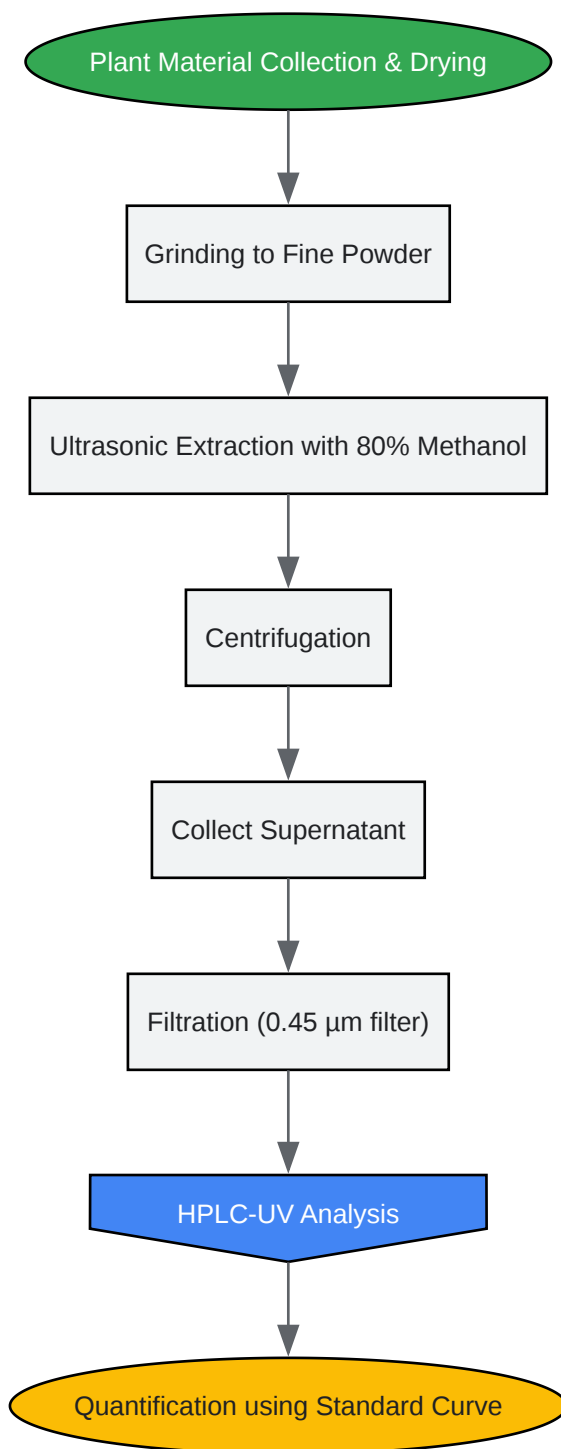 Plant Material Collection & Drying
Grinding to Fine Powder
Ultrasonic Extraction with 80% Methanol
Centrifugation
Collect Supernatant
Filtration (0.45 µm filter)
HPLC-UV Analysis
Quantification using Standard Curve